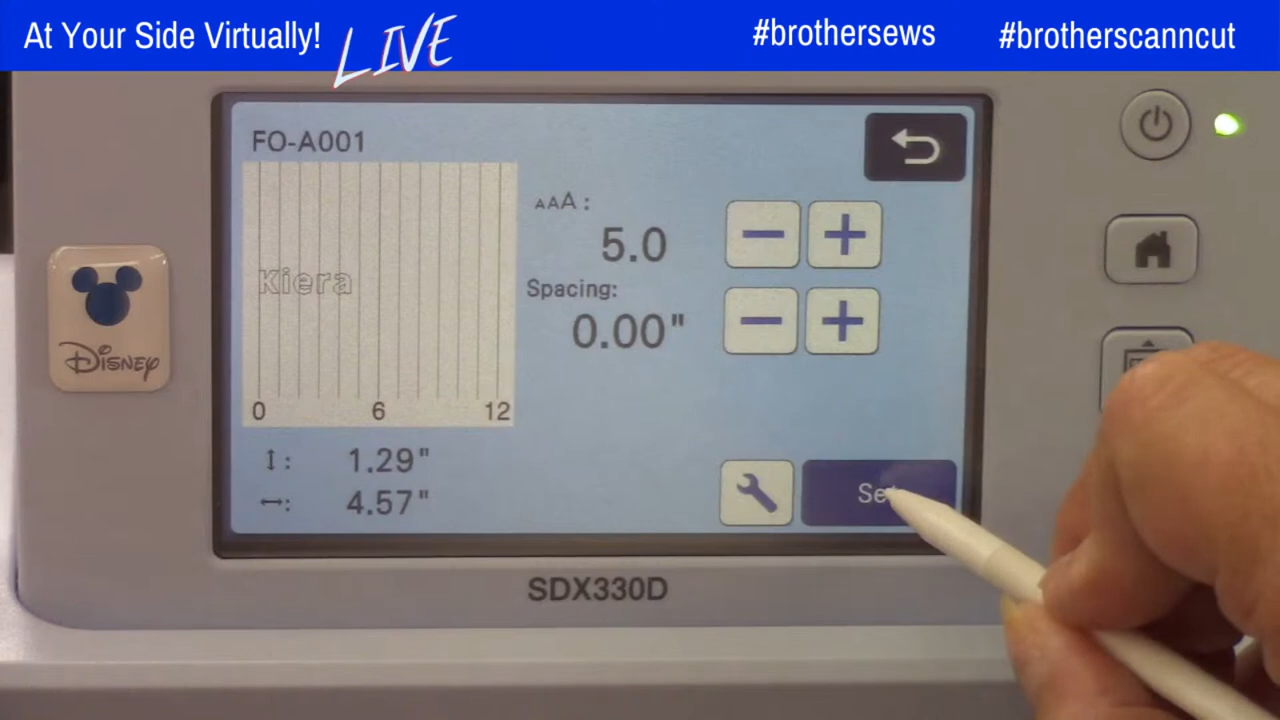 At Your Side Virtually! LIVE #brothersews #brotherscanncut
FO-A001
AAA :
5.0
Kiera
Spacing:
0.00"
0 6 12
1.29"
4.57"
Disney
SDX330D